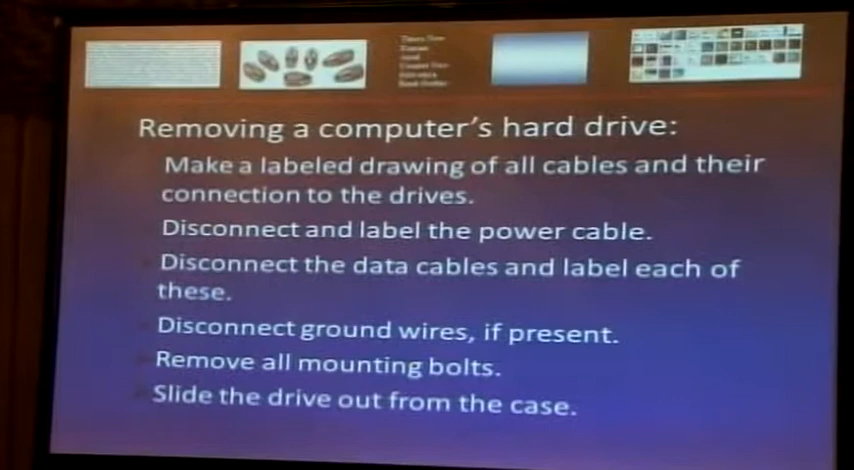 Removing a computer's hard drive:
Make a labeled drawing of all cables and their
connection to the drives.
Disconnect and label the power cable.
Disconnect the data cables and label each of
these.
Disconnect ground wires, if present.
Remove all mounting bolts.
Slide the drive out from the case.